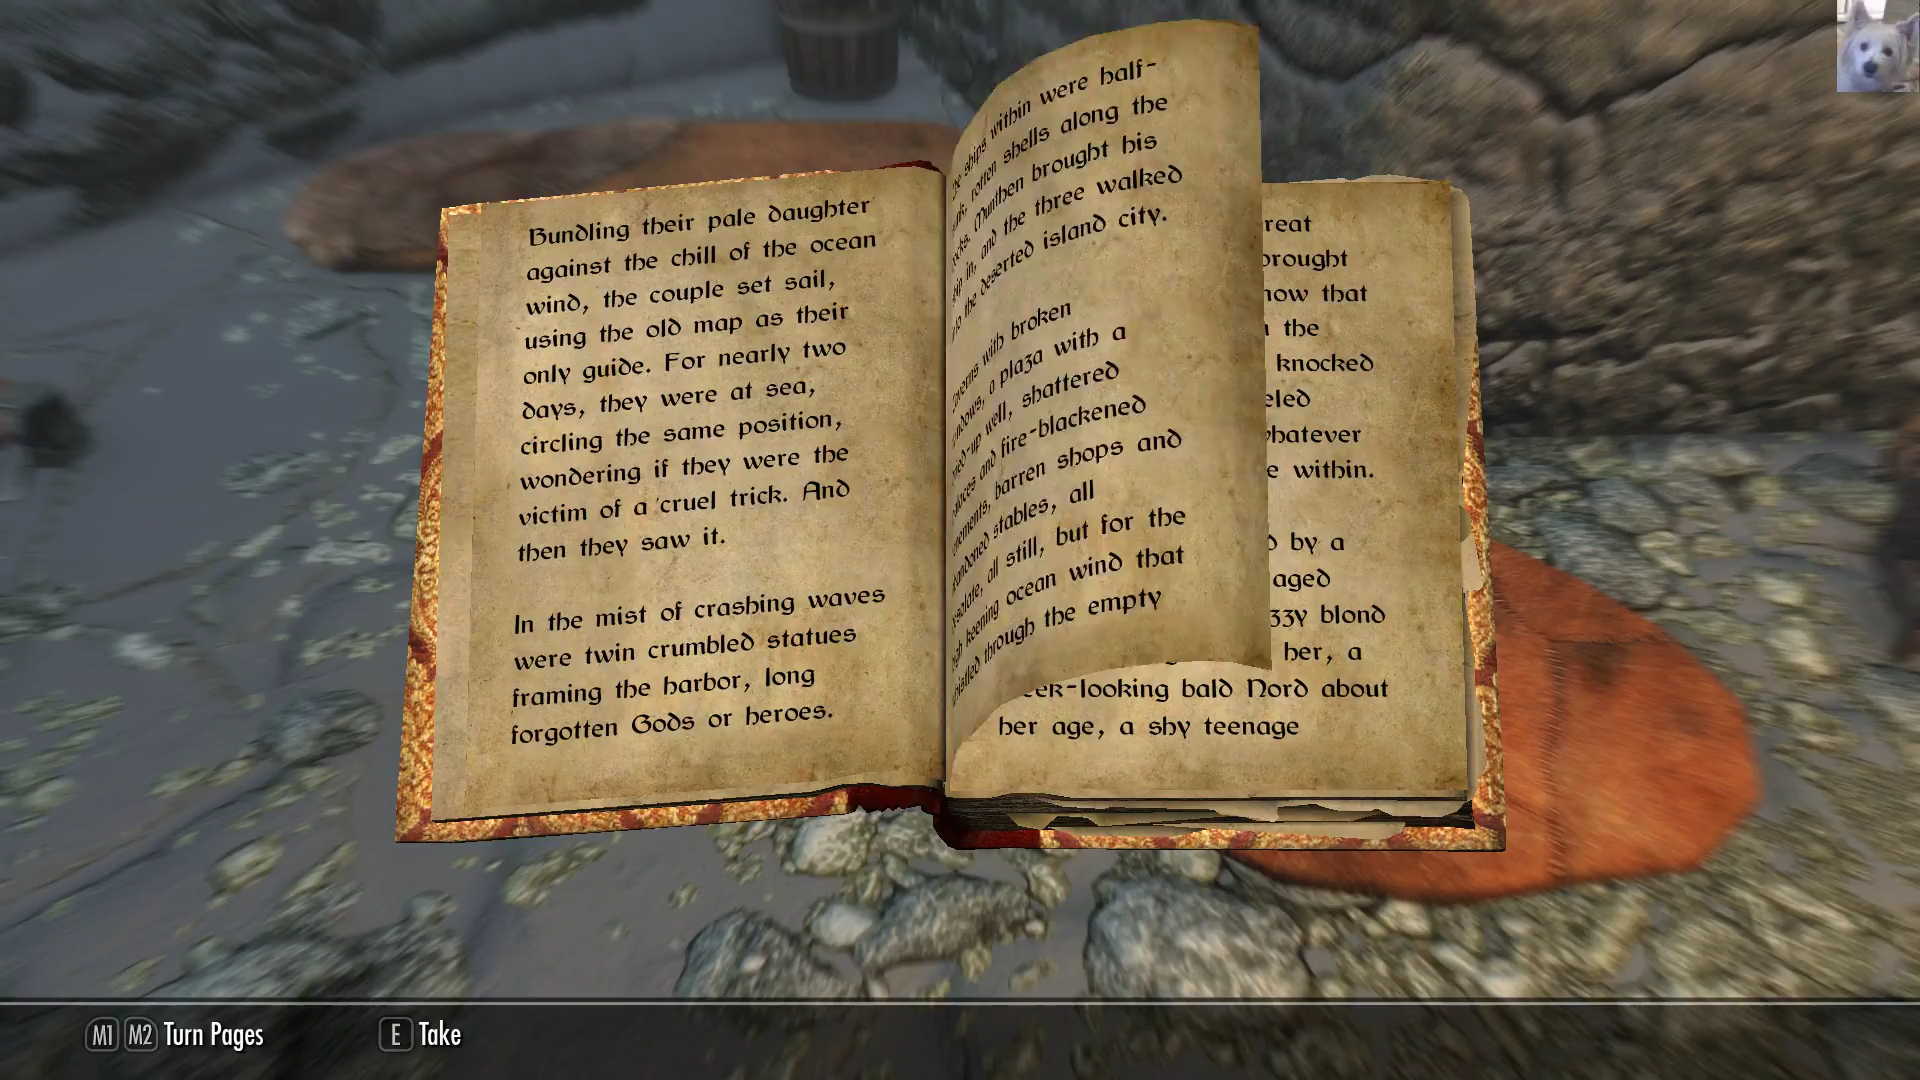 Bundling their pale daughter
against the chill of the ocean
wind, the couple set sail,
using the old map as their
only guide. For nearly two
days, they were at sea,
circling the same position,
wondering if they were the
victim of a cruel trick. And
then they saw it.
In the mist of crashing waves
were twin crumbled statues
framing the harbor, long
forgotten Gods or heroes.
ships within were half-
rotten shells along the
Munthen brought his
in, and the three walked
the deserted island city.
with broken
a plaza with a
well, shattered
and fire-blackened
barren shops and
stables, all
all still, but for the
keening ocean wind that
through the empty
that
the
knocked
within.
by a
aged
blond
her, a
-looking bald Nord about
her age, a shy teenage
M1 M2 Turn Pages
E Take